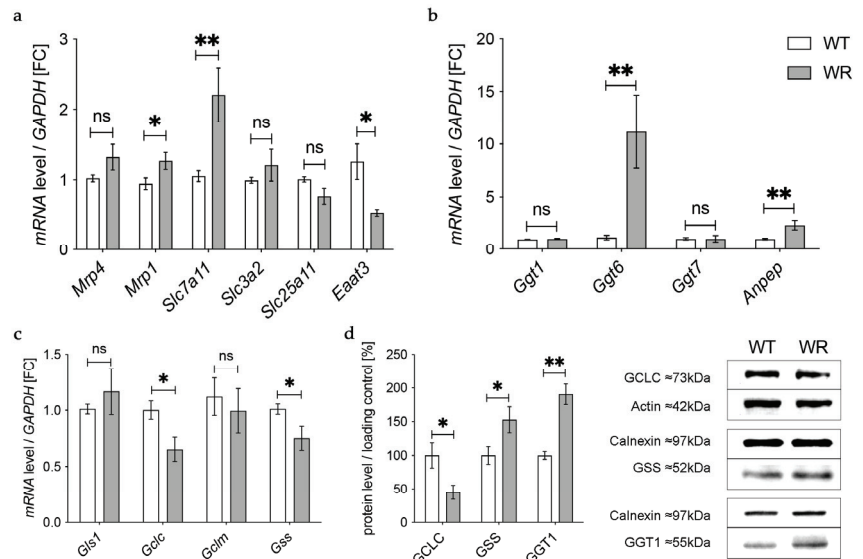 a
mRNA level / GAPDH [FC]
3
2
1
0
ns
*
**
ns
ns
*
Mrp4
Mrp1
Slc7a11
Slc3a2
Slc25a11
Eaat3
b
mRNA level / GAPDH [FC]
20
15
10
5
0
ns
**
ns
**
Ggt1
Ggt6
Ggt7
Anpep
WT
WR
c
mRNA level / GAPDH [FC]
1.5
1.0
0.5
0.0
ns
*
ns
*
Gls1
Gclc
Gclm
Gss
d
protein level / loading control [%]
250
200
150
100
50
0
*
*
**
GCLC
GSS
GGT1
WT WR
GCLC ≈73kDa
Actin ≈42kDa
Calnexin ≈97kDa
GSS ≈52kDa
Calnexin ≈97kDa
GGT1 ≈55kDa